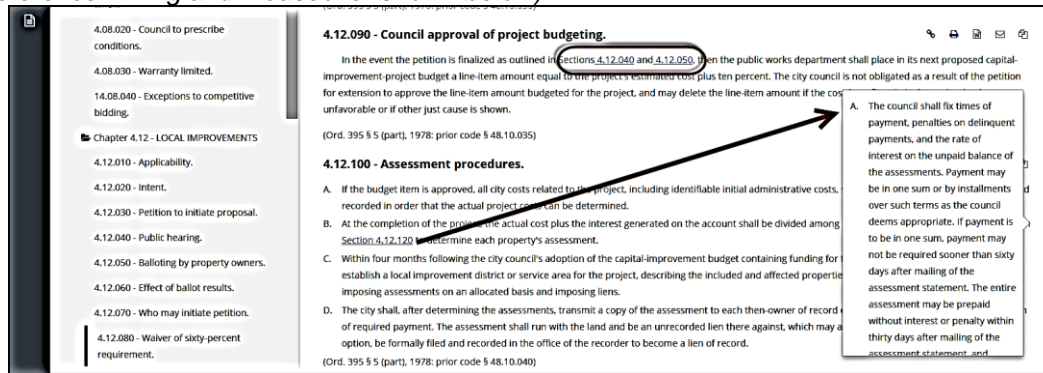 4.08.020 - Council to prescribe
conditions.
4.08.030 - Warranty limited.
14.08.040 - Exceptions to competitive
bidding.
Chapter 4.12 - LOCAL IMPROVEMENTS
4.12.010 - Applicability.
4.12.020 - Intent.
4.12.030 - Petition to initiate proposal.
4.12.040 - Public hearing.
4.12.050 - Balloting by property owners.
4.12.060 - Effect of ballot results.
4.12.070 - Who may initiate petition.
4.12.080 - Waiver of sixty-percent
requirement.
4.12.090 - Council approval of project budgeting.
In the event the petition is finalized as outlined in Sections 4.12.040 and 4.12.050, then the public works department shall place in its next proposed capital-
improvement-project budget a line-item amount equal to the project's estimated cost plus ten percent. The city council is not obligated as a result of the petition
for extension to approve the line-item amount budgeted for the project, and may delete the line-item amount if the
unfavorable or if other just cause is shown.
(Ord. 395 § 5 (part), 1978: prior code § 48.10.035)
4.12.100 - Assessment procedures.
A. If the budget item is approved, all city costs related to the project, including identifiable initial administrative costs,
recorded in order that the actual project costs can be determined.
B. At the completion of the project, the actual cost plus the interest generated on the account shall be divided among
Section 4.12.120 to determine each property's assessment.
C. Within four months following the city council's adoption of the capital-improvement budget containing funding for
establish a local improvement district or service area for the project, describing the included and affected
imposing assessments on an allocated basis and imposing liens.
D. The city shall, after determining the assessments, transmit a copy of the assessment to each then-owner of record
of required payment. The assessment shall run with the land and be an unrecorded lien there against, which may
option, be formally filed and recorded in the office of the recorder to become a lien of record.
(Ord. 395 § 5 (part), 1978: prior code § 48.10.040)
A. The council shall fix times of
payment, penalties on delinquent
payments, and the rate of
interest on the unpaid balance of
the assessments. Payment may
be in one sum or by installments
over such terms as the council
deems appropriate. If payment is
to be in one sum, payment may
not be required sooner than sixty
days after mailing of the
assessment statement. The entire
assessment may be prepaid
without interest or penalty within
thirty days after mailing of the
assessment statement, and